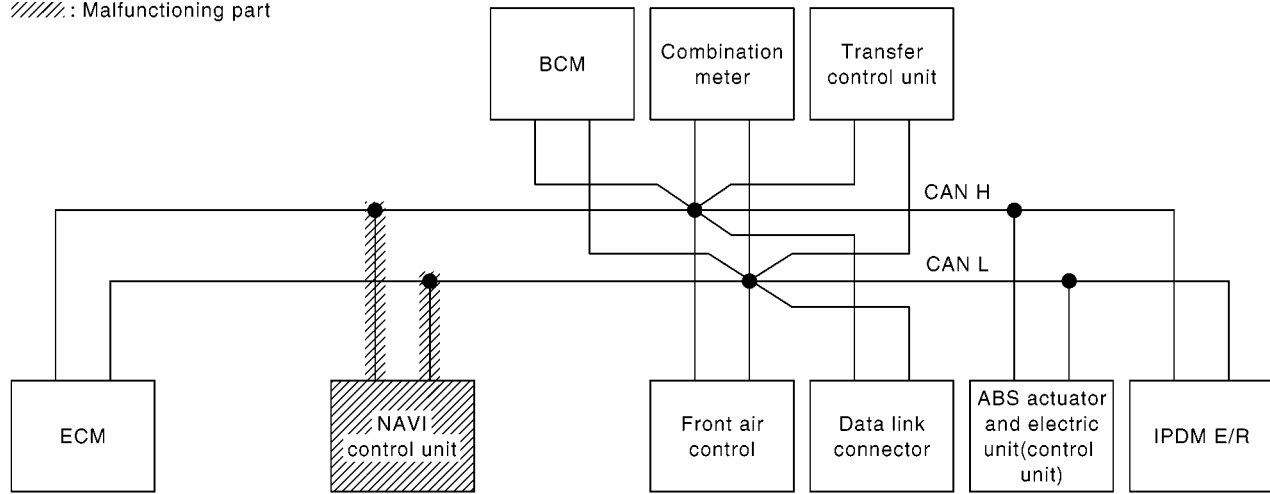 : Malfunctioning part
BCM
Combination
meter
Transfer
control unit
CAN H
CAN L
ECM
NAVI
control unit
Front air
control
Data link
connector
ABS actuator
and electric
unit(control
unit)
IPDM E/R